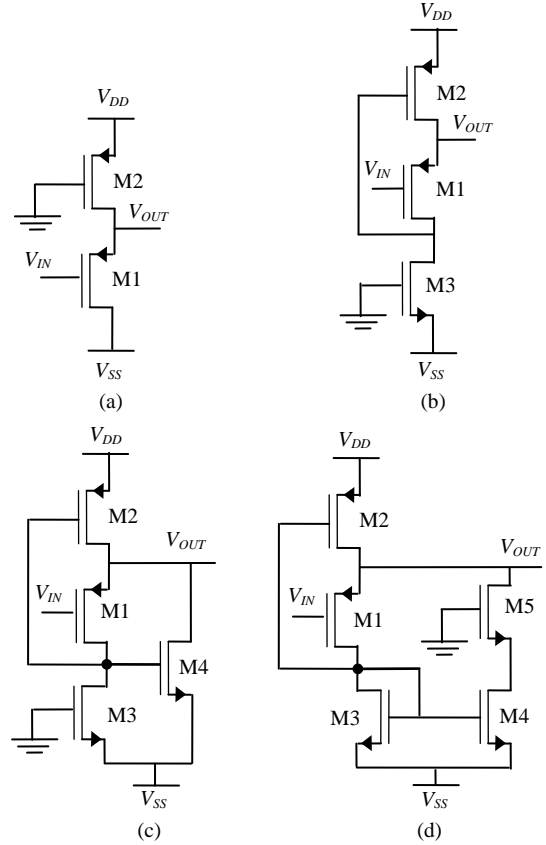 V_DD
M2
V_OUT
V_IN
M1
V_SS
(a)
V_DD
M2
V_OUT
V_IN
M1
M3
V_SS
(b)
V_DD
M2
V_OUT
V_IN
M1
M4
M3
V_SS
(c)
V_DD
M2
V_OUT
V_IN
M1
M5
M3
M4
V_SS
(d)